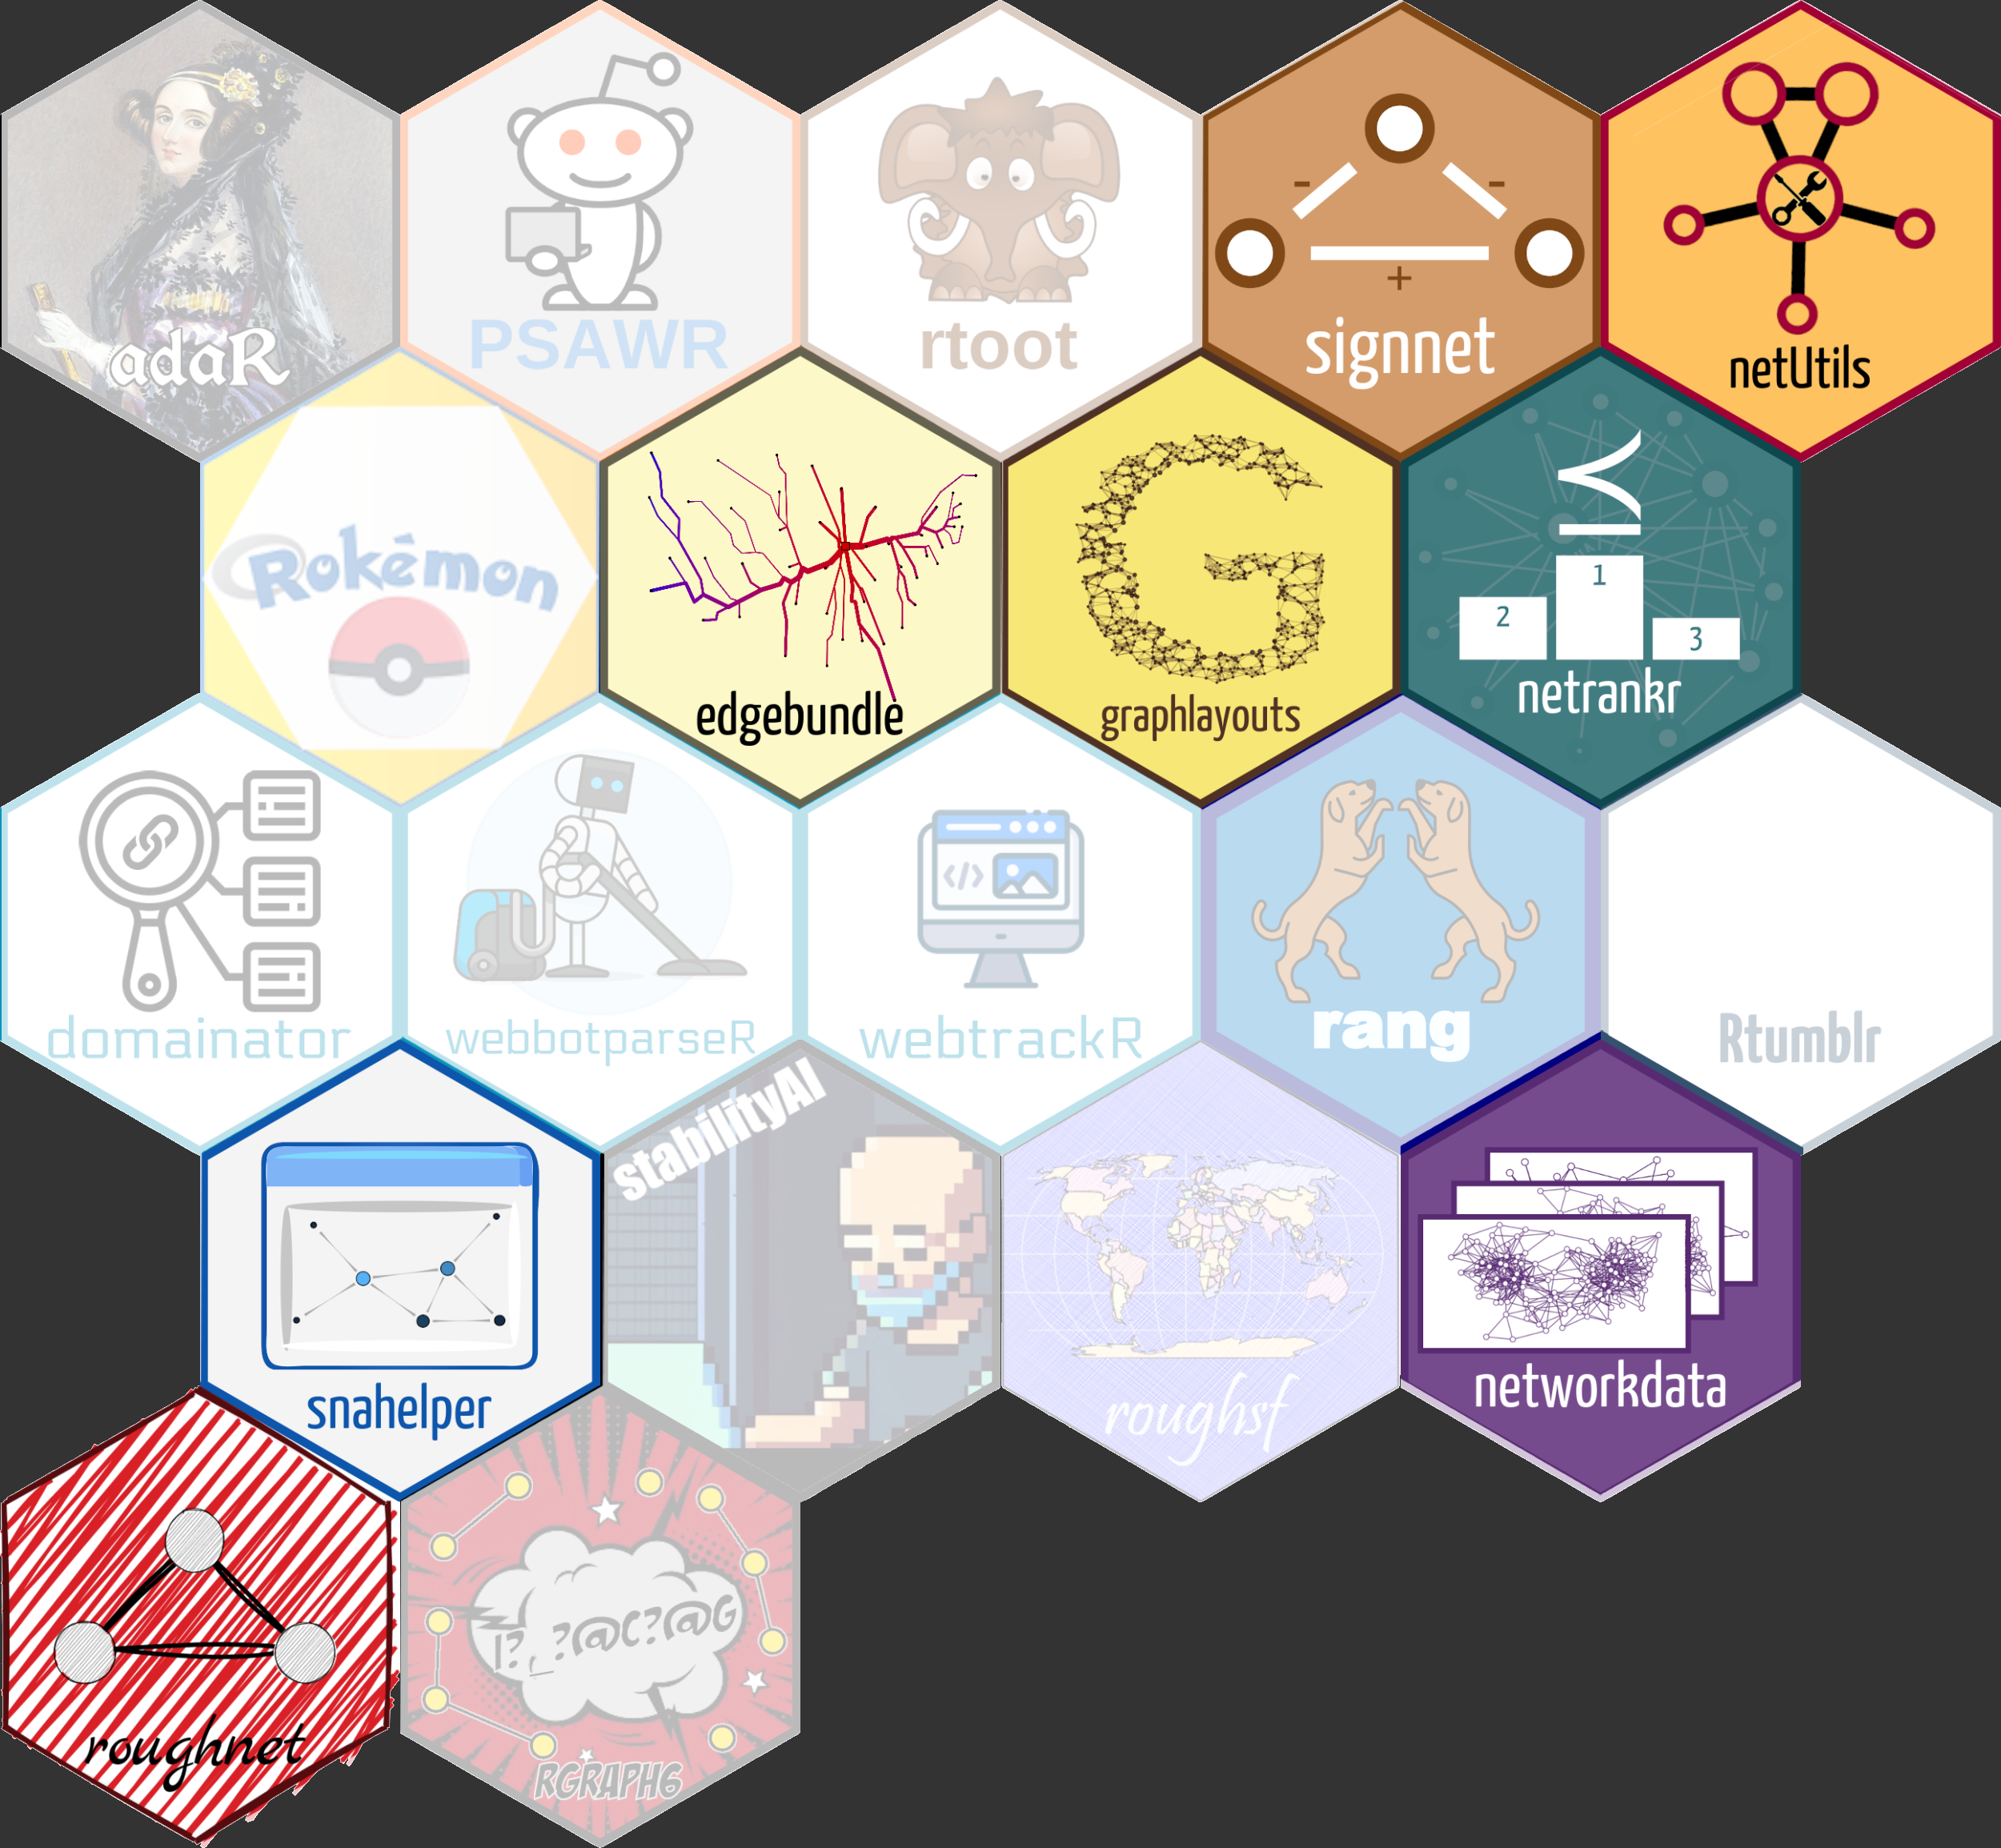 adaR
PSAWR
rtoot
- -
+
signnet
netUtils
Rokémon
edgebundle
graphlayouts
1
2
3
netrankr
domainator
webbotparseR
</>
webtrackR
rang
Rtumblr
snahelper
stabilityAI
roughsf
networkdata
roughnet
!?_?@C?@G
RGRAPH6